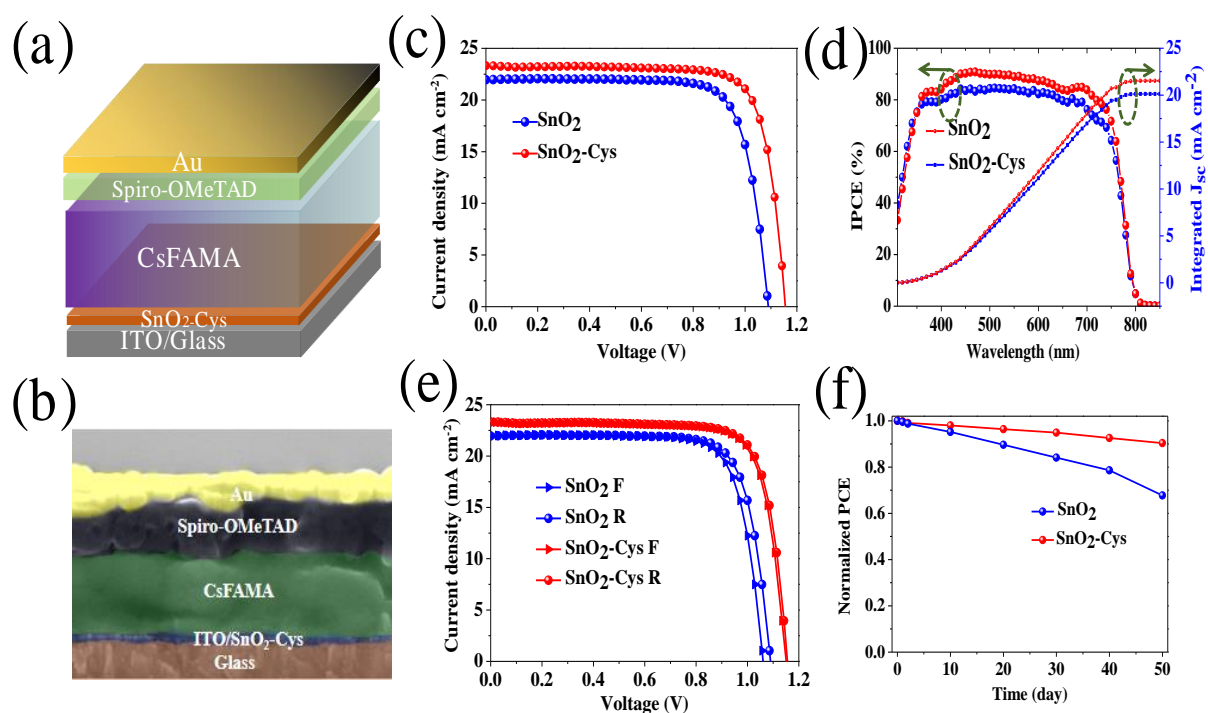 (a)
Au
Spiro-OMeTAD
CsFAMA
SnO₂-Cys
ITO/Glass
(b)
Au
Spiro-OMeTAD
CsFAMA
ITO/SnO₂-Cys
Glass
(c)
Current density (mA cm⁻²)
25
20
15
10
5
0
SnO₂
SnO₂-Cys
0.0 0.2 0.4 0.6 0.8 1.0 1.2
Voltage (V)
(d)
IPCE (%)
100
80
60
40
20
0
SnO₂
SnO₂-Cys
25
20
15
10
5
0
Integrated Jsc (mA cm⁻²)
400 500 600 700 800
Wavelength (nm)
(e)
Current density (mA cm⁻²)
25
20
15
10
5
0
SnO₂ F
SnO₂ R
SnO₂-Cys F
SnO₂-Cys R
0.0 0.2 0.4 0.6 0.8 1.0 1.2
Voltage (V)
(f)
Normalized PCE
1.0
0.8
0.6
0.4
0.2
0.0
SnO₂
SnO₂-Cys
0 10 20 30 40 50
Time (day)